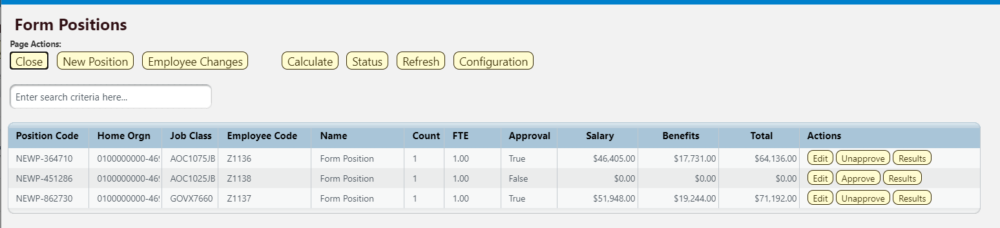 Form Positions
Page Actions:
Close New Position Employee Changes Calculate Status Refresh Configuration
Enter search criteria here...
Position Code Home Orgn Job Class Employee Code Name Count FTE Approval Salary Benefits Total Actions
NEWP-364710 0100000000-46 AOC1075JB Z1136 Form Position 1 1.00 True $46,405.00 $17,731.00 $64,136.00 Edit Unapprove Results
NEWP-451286 0100000000-46 AOC1025JB Z1138 Form Position 1 1.00 False $0.00 $0.00 $0.00 Edit Approve Results
NEWP-862730 0100000000-46 GOVX7660 Z1137 Form Position 1 1.00 True $51,948.00 $19,244.00 $71,192.00 Edit Unapprove Results